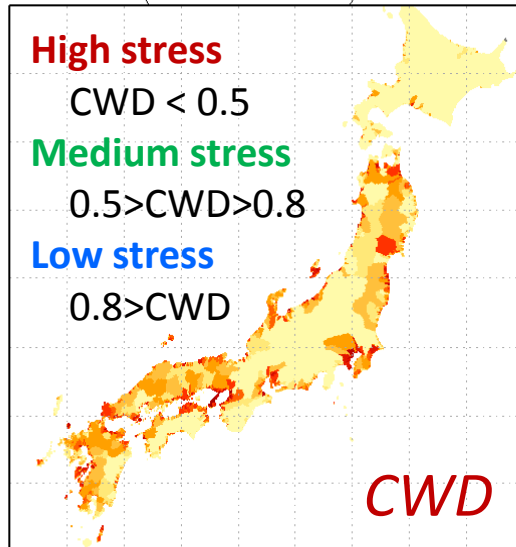 High stress
CWD < 0.5
Medium stress
0.5>CWD>0.8
Low stress
0.8>CWD
CWD